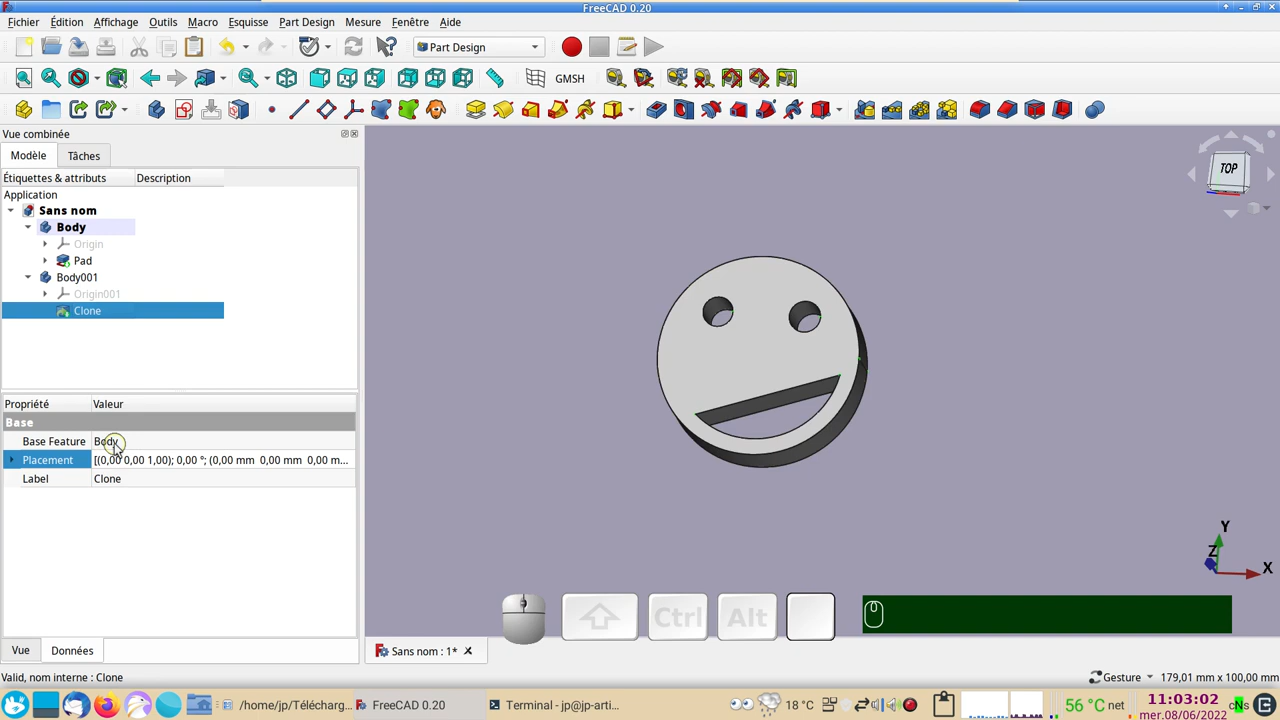 FreeCAD 0.20
Fichier Édition Affichage Outils Macro Esquisse Part Design Mesure Fenêtre Aide
Part Design
GMSH
Vue combinée
Modèle Tâches
Étiquettes & attributs Description
Application
Sans nom
Body
Origin
Pad
Body001
Origin001
Clone
TOP
Propriété Valeur
Base
Base Feature Body
Placement [(0,00 0,00 1,00); 0,00 °; (0,00 mm 0,00 mm 0,00 m...
Label Clone
Y
Z
X
Ctrl Alt
Vue Données
Sans nom : 1*
Valid, nom interne : Clone
Gesture 179,01 mm x 100,00 mm
/home/jp/Télécharg...
FreeCAD 0.20
Terminal - jp@jp-arti...
18 °C
56 °C net
11:03:02
mer.08/06/2022
cNs